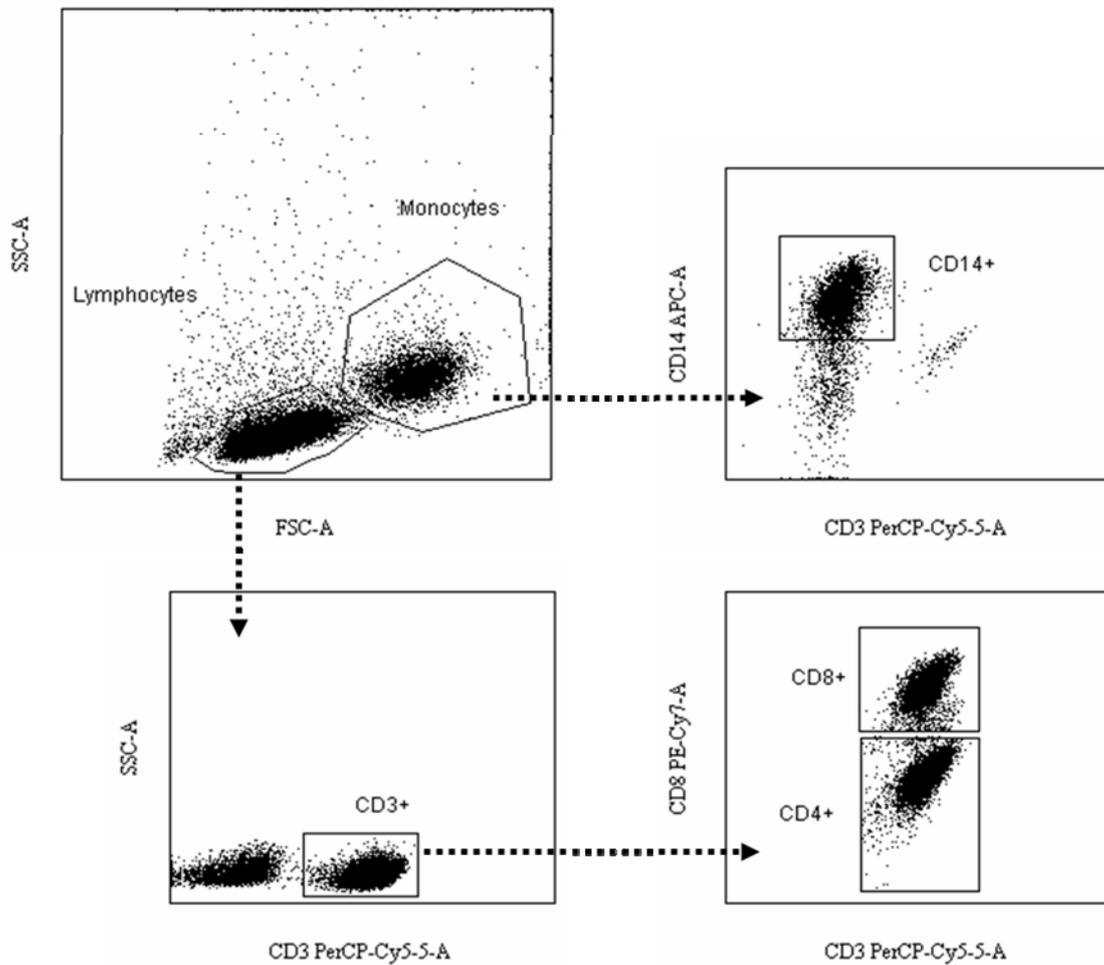 SSC-A
Lymphocytes
Monocytes
FSC-A
CD14 APC-A
CD14+
CD3 PerCP-Cy5-5-A
SSC-A
CD3+
CD3 PerCP-Cy5-5-A
CD8 PE-Cy7-A
CD8+
CD4+
CD3 PerCP-Cy5-5-A